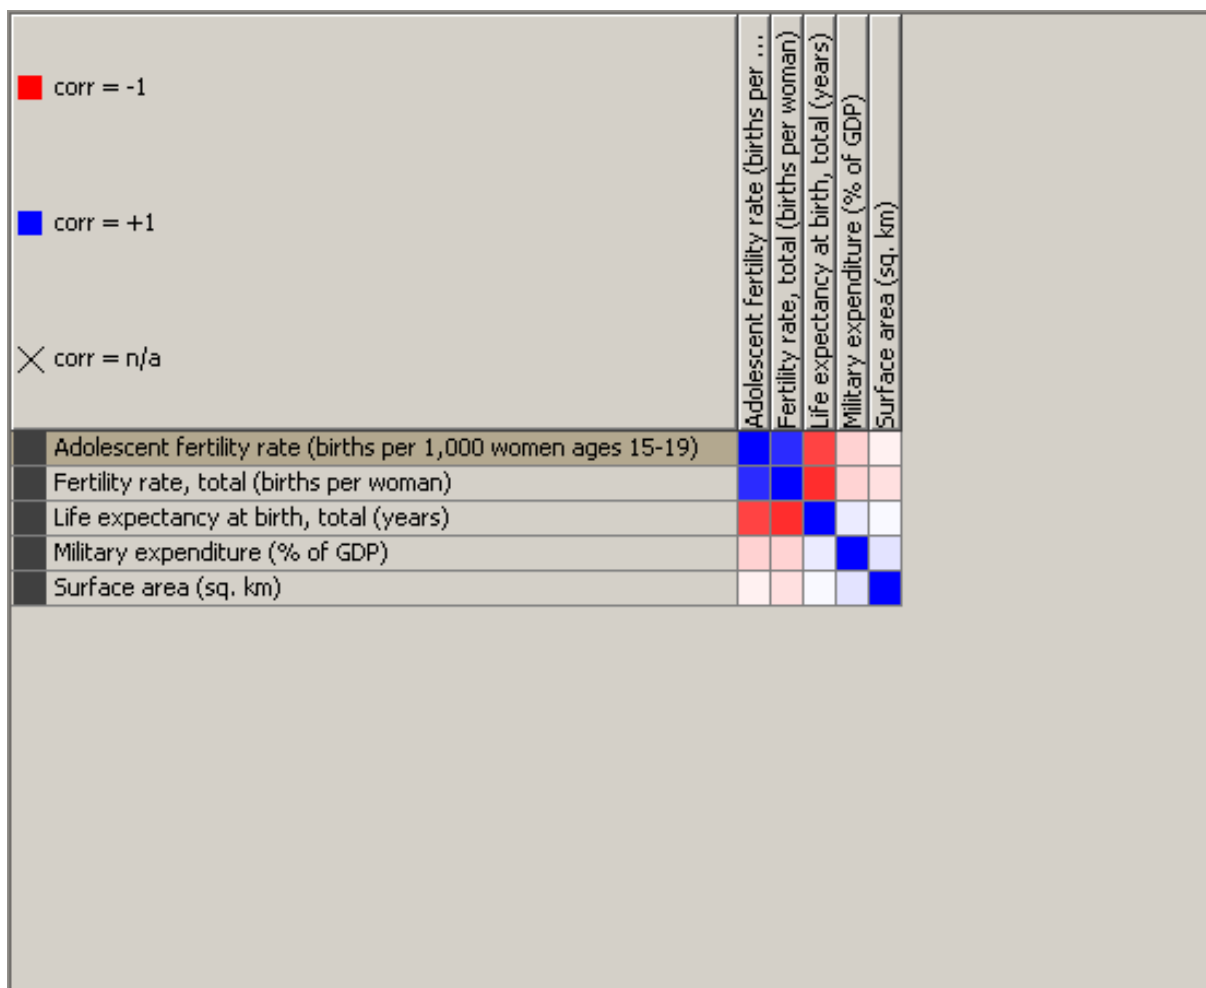 corr = -1
corr = +1
corr = n/a
Adolescent fertility rate (births per ...
Fertility rate, total (births per woman)
Life expectancy at birth, total (years)
Military expenditure (% of GDP)
Surface area (sq. km)
Adolescent fertility rate (births per 1,000 women ages 15-19)
Fertility rate, total (births per woman)
Life expectancy at birth, total (years)
Military expenditure (% of GDP)
Surface area (sq. km)